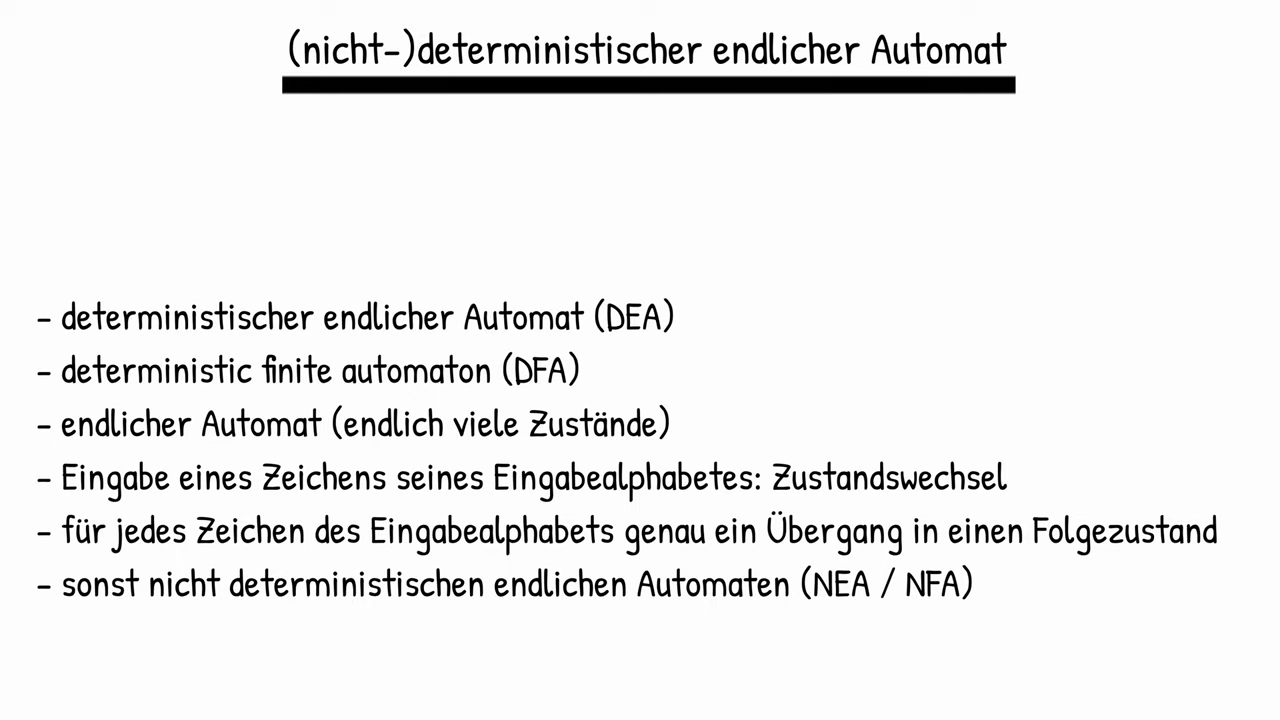 (nicht-)deterministischer endlicher Automat
- deterministischer endlicher Automat (DEA)
- deterministic finite automaton (DFA)
- endlicher Automat (endlich viele Zustände)
- Eingabe eines Zeichens seines Eingabealphabetes: Zustandswechsel
- für jedes Zeichen des Eingabealphabets genau ein Übergang in einen Folgezustand
- sonst nicht deterministischen endlichen Automaten (NEA / NFA)